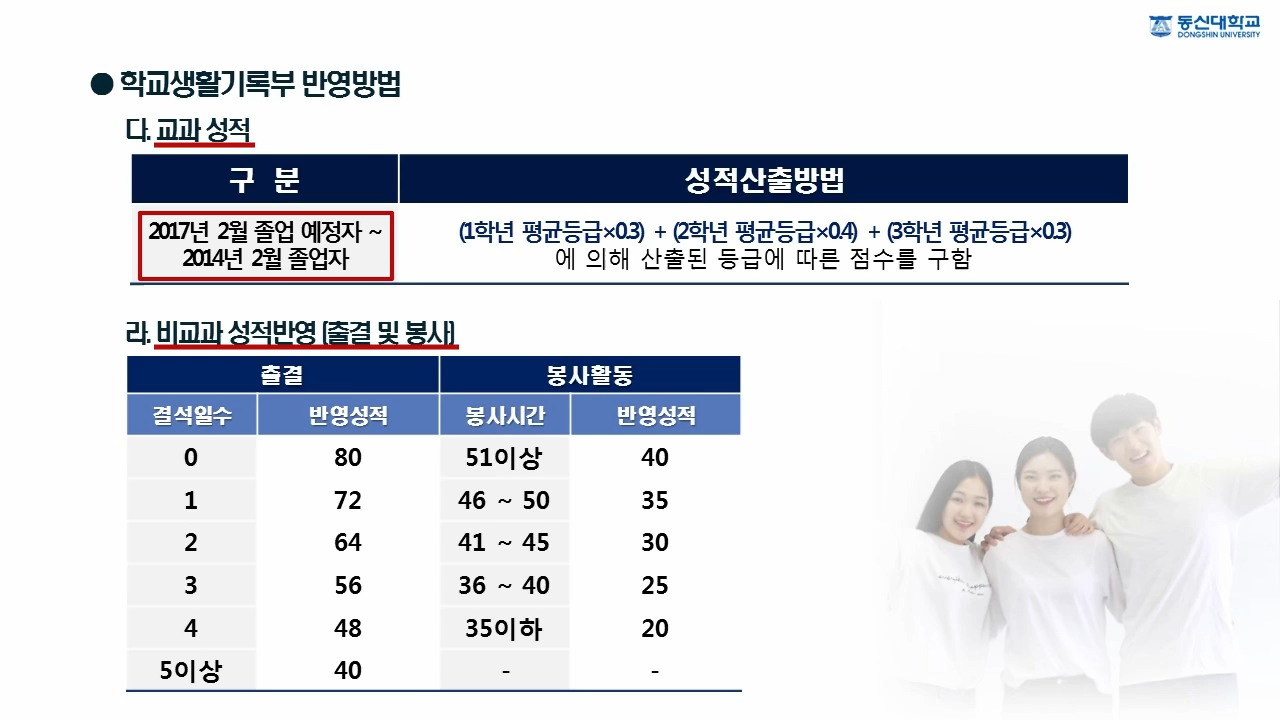 동신대학교
DONGSHIN UNIVERSITY
● 학교생활기록부 반영방법
다. 교과 성적
구 분 성적산출방법
2017년 2월 졸업 예정자 ~ (1학년 평균등급×0.3) + (2학년 평균등급×0.4) + (3학년 평균등급×0.3)
2014년 2월 졸업자 에 의해 산출된 등급에 따른 점수를 구함
라. 비교과 성적반영 (출결 및 봉사)
출결 봉사활동
결석일수 반영성적 봉사시간 반영성적
0 80 51이상 40
1 72 46 ~ 50 35
2 64 41 ~ 45 30
3 56 36 ~ 40 25
4 48 35이하 20
5이상 40 - -